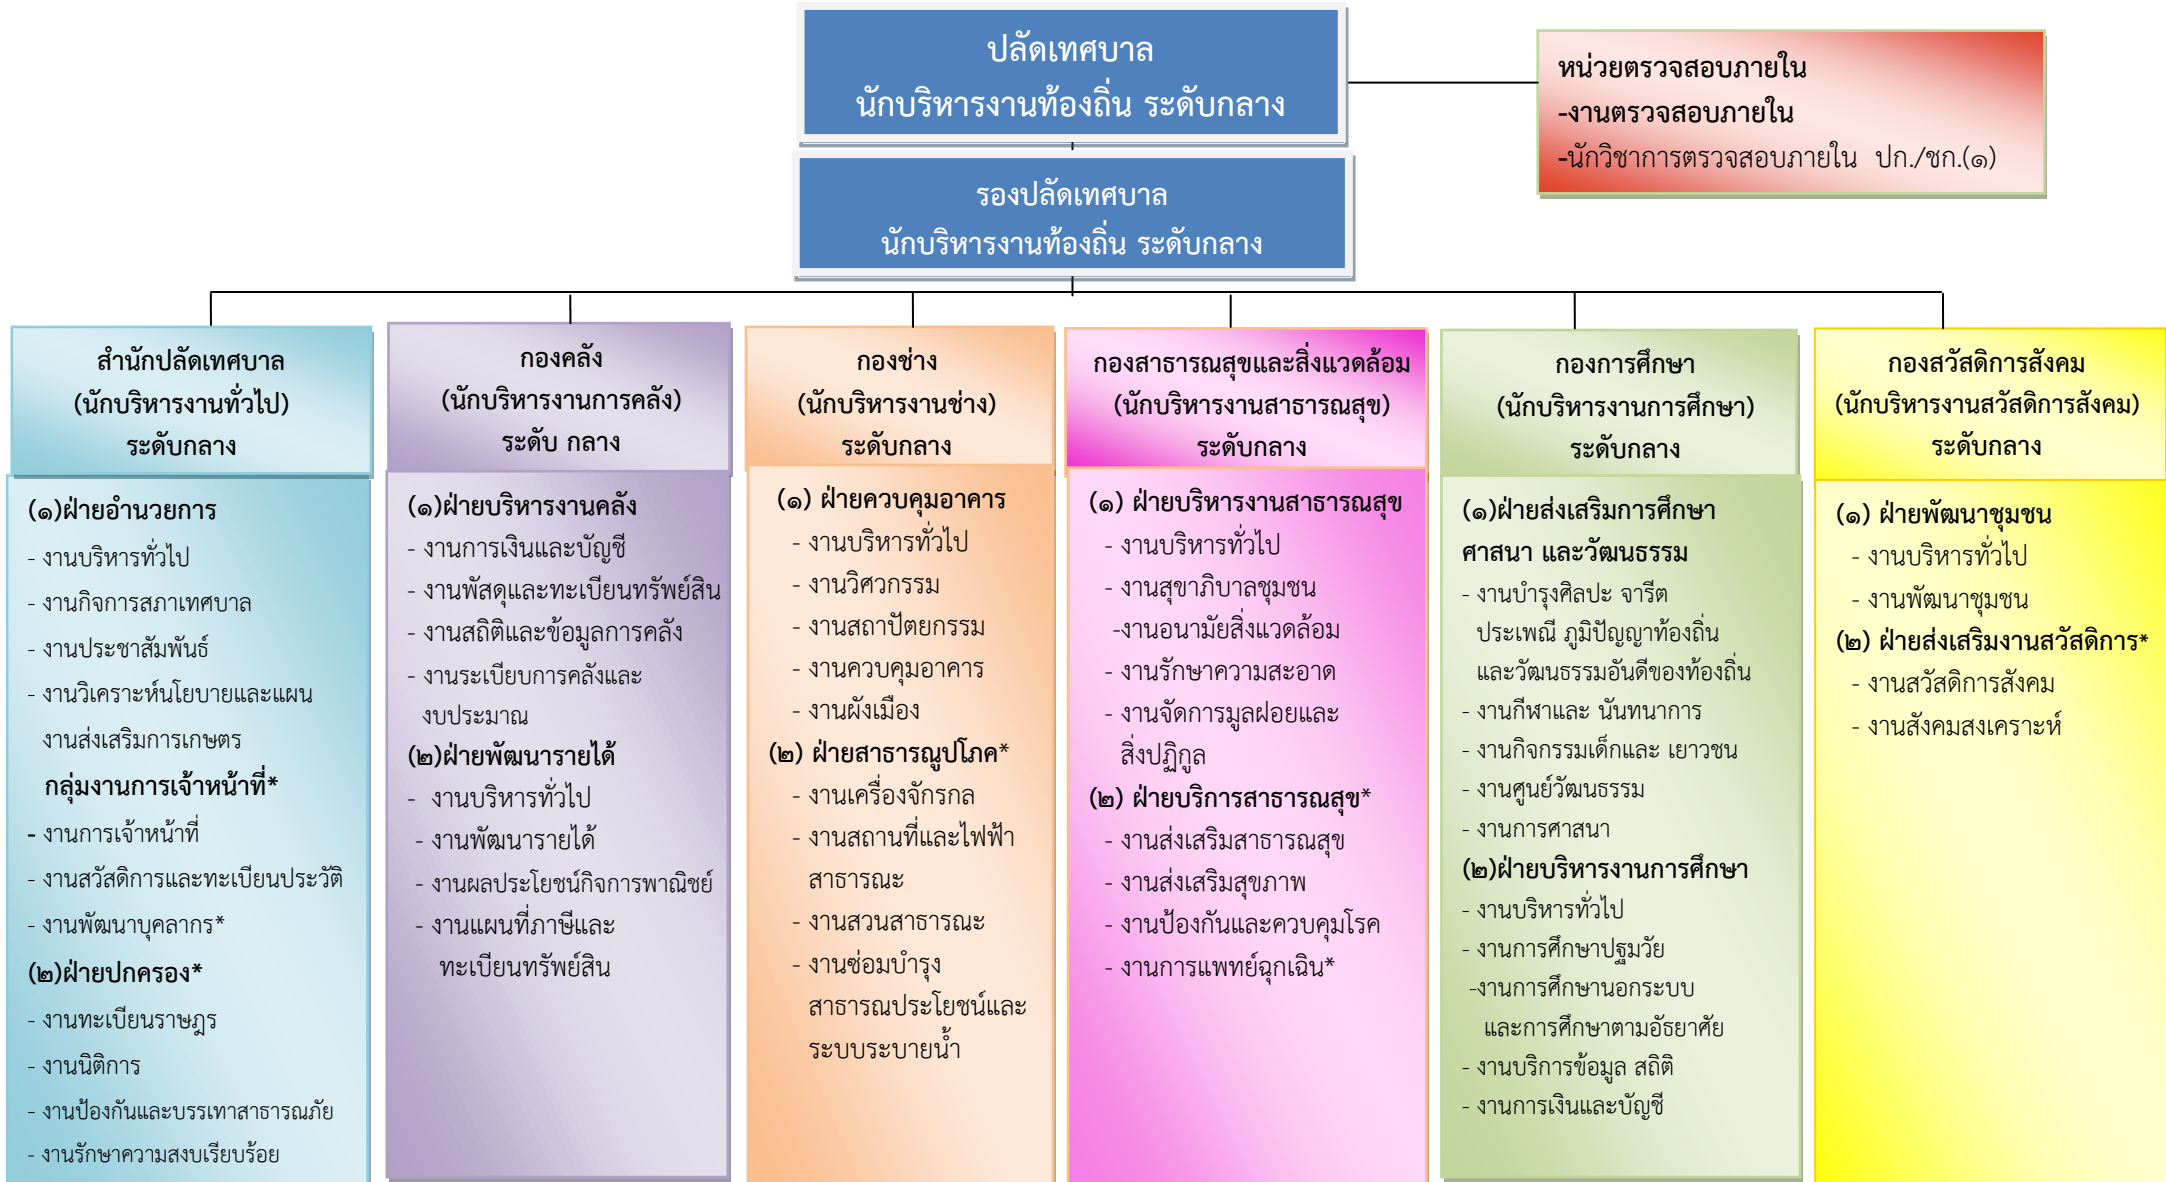 ปลัดเทศบาล
นักบริหารงานท้องถิ่น ระดับกลาง
หน่วยตรวจสอบภายใน
-งานตรวจสอบภายใน
-นักวิชาการตรวจสอบภายใน ปก./ชก.(๑)
รองปลัดเทศบาล
นักบริหารงานท้องถิ่น ระดับกลาง
สำนักปลัดเทศบาล
(นักบริหารงานทั่วไป)
ระดับกลาง
(๑)ฝ่ายอำนวยการ
- งานบริหารทั่วไป
- งานกิจการสภาเทศบาล
- งานประชาสัมพันธ์
- งานวิเคราะห์นโยบายและแผน
งานส่งเสริมการเกษตร
กลุ่มงานการเจ้าหน้าที่*
- งานการเจ้าหน้าที่
- งานสวัสดิการและทะเบียนประวัติ
- งานพัฒนาบุคลากร*
(๒)ฝ่ายปกครอง*
- งานทะเบียนราษฎร
- งานนิติการ
- งานป้องกันและบรรเทาสาธารณภัย
- งานรักษาความสงบเรียบร้อย
กองคลัง
(นักบริหารงานการคลัง)
ระดับ กลาง
(๑)ฝ่ายบริหารงานคลัง
- งานการเงินและบัญชี
- งานพัสดุและทะเบียนทรัพย์สิน
- งานสถิติและข้อมูลการคลัง
- งานระเบียบการคลังและ
งบประมาณ
(๒)ฝ่ายพัฒนารายได้
- งานบริหารทั่วไป
- งานพัฒนารายได้
- งานผลประโยชน์กิจการพาณิชย์
- งานแผนที่ภาษีและ
ทะเบียนทรัพย์สิน
กองช่าง
(นักบริหารงานช่าง)
ระดับกลาง
(๑) ฝ่ายควบคุมอาคาร
- งานบริหารทั่วไป
- งานวิศวกรรม
- งานสถาปัตยกรรม
- งานควบคุมอาคาร
- งานผังเมือง
(๒) ฝ่ายสาธารณูปโภค*
- งานเครื่องจักรกล
- งานสถานที่และไฟฟ้า
สาธารณะ
- งานสวนสาธารณะ
- งานซ่อมบำรุง
สาธารณประโยชน์และ
ระบบระบายน้ำ
กองสาธารณสุขและสิ่งแวดล้อม
(นักบริหารงานสาธารณสุข)
ระดับกลาง
(๑) ฝ่ายบริหารงานสาธารณสุข
- งานบริหารทั่วไป
- งานสุขาภิบาลชุมชน
-งานอนามัยสิ่งแวดล้อม
- งานรักษาความสะอาด
- งานจัดการมูลฝอยและ
สิ่งปฏิกูล
(๒) ฝ่ายบริการสาธารณสุข*
- งานส่งเสริมสาธารณสุข
- งานส่งเสริมสุขภาพ
- งานป้องกันและควบคุมโรค
- งานการแพทย์ฉุกเฉิน*
กองการศึกษา
(นักบริหารงานการศึกษา)
ระดับกลาง
(๑)ฝ่ายส่งเสริมการศึกษา
ศาสนา และวัฒนธรรม
- งานบำรุงศิลปะ จารีต
ประเพณี ภูมิปัญญาท้องถิ่น
และวัฒนธรรมอันดีของท้องถิ่น
- งานกีฬาและ นันทนาการ
- งานกิจกรรมเด็กและ เยาวชน
- งานศูนย์วัฒนธรรม
- งานการศาสนา
(๒)ฝ่ายบริหารงานการศึกษา
- งานบริหารทั่วไป
- งานการศึกษาปฐมวัย
-งานการศึกษานอกระบบ
และการศึกษาตามอัธยาศัย
- งานบริการข้อมูล สถิติ
- งานการเงินและบัญชี
กองสวัสดิการสังคม
(นักบริหารงานสวัสดิการสังคม)
ระดับกลาง
(๑) ฝ่ายพัฒนาชุมชน
- งานบริหารทั่วไป
- งานพัฒนาชุมชน
(๒) ฝ่ายส่งเสริมงานสวัสดิการ*
- งานสวัสดิการสังคม
- งานสังคมสงเคราะห์